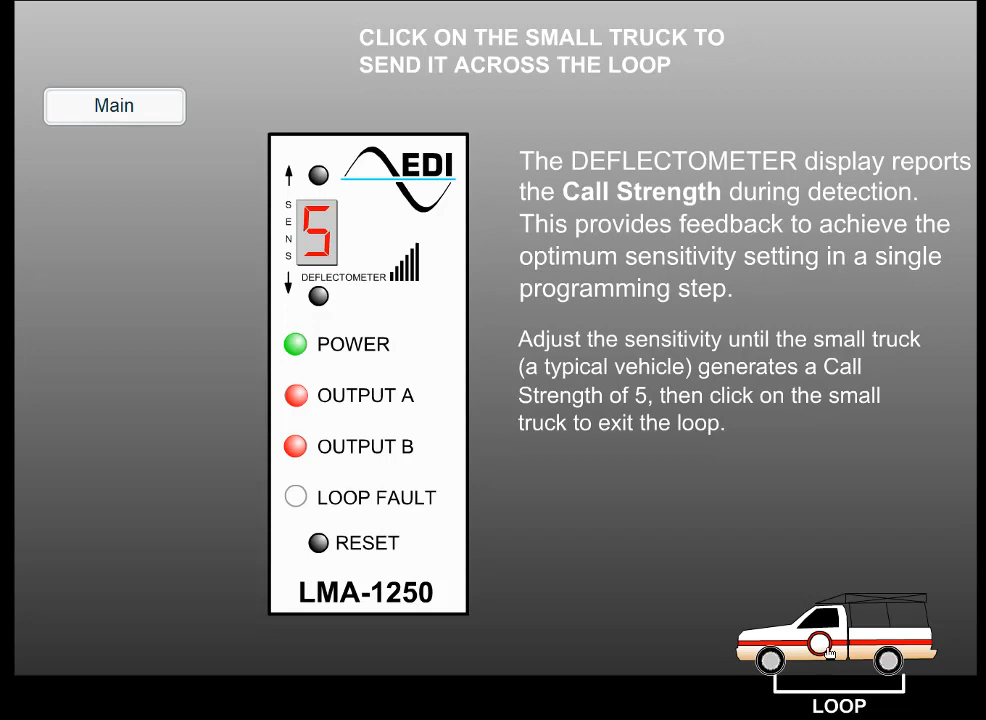 CLICK ON THE SMALL TRUCK TO
SEND IT ACROSS THE LOOP
Main
EDI
SENS
5
DEFLECTOMETER
POWER
OUTPUT A
OUTPUT B
LOOP FAULT
RESET
LMA-1250
The DEFLECTOMETER display reports
the Call Strength during detection.
This provides feedback to achieve the
optimum sensitivity setting in a single
programming step.
Adjust the sensitivity until the small truck
(a typical vehicle) generates a Call
Strength of 5, then click on the small
truck to exit the loop.
LOOP